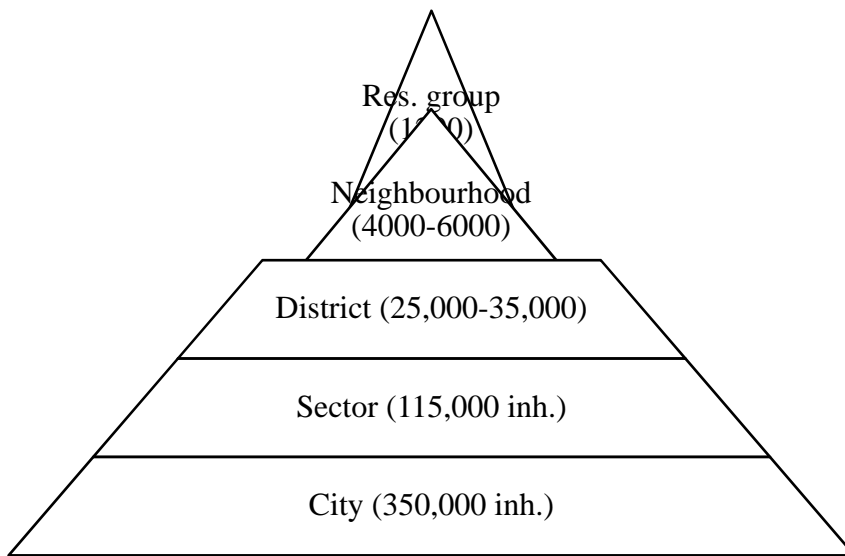 Res. group
Neighbourhood
(4000-6000)
District (25,000-35,000)
Sector (115,000 inh.)
City (350,000 inh.)